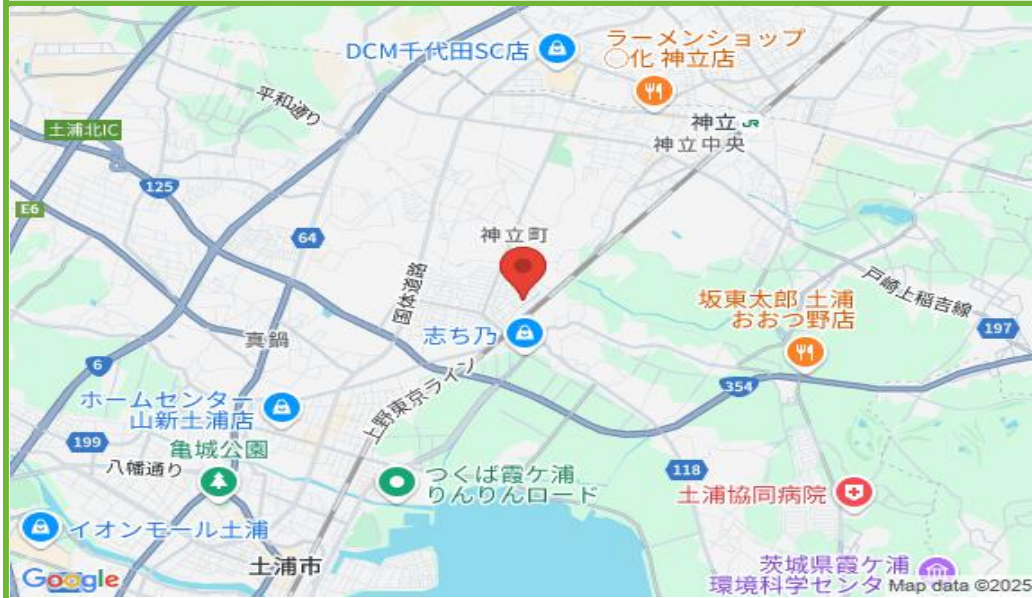 DCM千代田SC店
ラーメンショップ
◯化 神立店
平和通り
土浦北IC
神立 JR
神立中央
125
E6
64
神立町
国体道路
戸崎上稲吉線
坂東太郎 土浦
おおつ野店
197
志ち乃
真鍋
6
上野東京ライン
354
ホームセンター
山新土浦店
199
亀城公園
八幡通り
つくば霞ケ浦
りんりんロード
118
土浦協同病院
イオンモール土浦
土浦市
茨城県霞ケ浦
環境科学センタ
Google
Map data ©2025